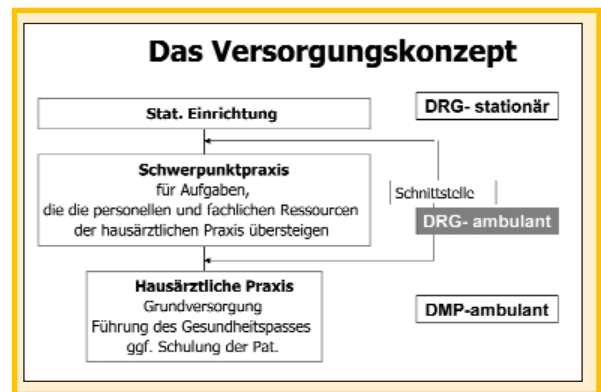 Das Versorgungskonzept
Stat. Einrichtung
DRG- stationär
Schwerpunktpraxis
für Aufgaben,
die die personellen und fachlichen Ressourcen
der hausärztlichen Praxis übersteigen
Schnittstelle
DRG- ambulant
Hausärztliche Praxis
Grundversorgung
Führung des Gesundheitspasses
ggf. Schulung der Pat.
DMP-ambulant